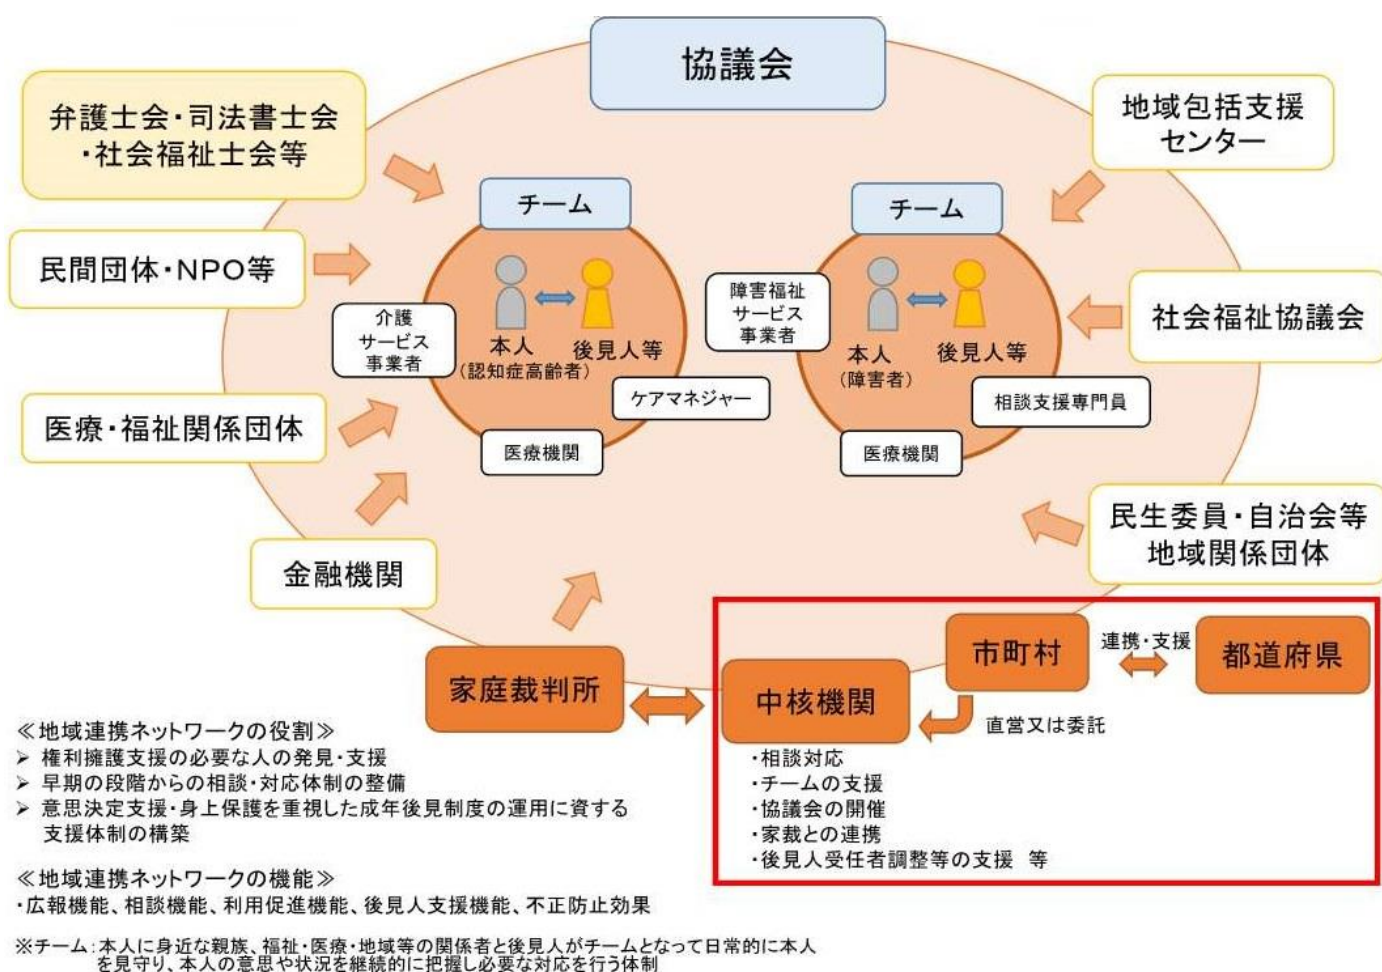 協議会
弁護士会・司法書士会
・社会福祉士会等
地域包括支援
センター
チーム
チーム
民間団体・NPO等
介護
サービス
事業者
本人
(認知症高齢者)
後見人等
ケアマネジャー
医療機関
障害福祉
サービス
事業者
本人
(障害者)
後見人等
相談支援専門員
医療機関
社会福祉協議会
医療・福祉関係団体
金融機関
民生委員・自治会等
地域関係団体
家庭裁判所
中核機関
市町村
連携・支援
都道府県
直営又は委託
・相談対応
・チームの支援
・協議会の開催
・家裁との連携
・後見人受任者調整等の支援 等
≪地域連携ネットワークの役割≫
➢ 権利擁護支援の必要な人の発見・支援
➢ 早期の段階からの相談・対応体制の整備
➢ 意思決定支援・身上保護を重視した成年後見制度の運用に資する
支援体制の構築
≪地域連携ネットワークの機能≫
・広報機能、相談機能、利用促進機能、後見人支援機能、不正防止効果
※チーム:本人に身近な親族、福祉・医療・地域等の関係者と後見人がチームとなって日常的に本人
を見守り、本人の意思や状況を継続的に把握し必要な対応を行う体制